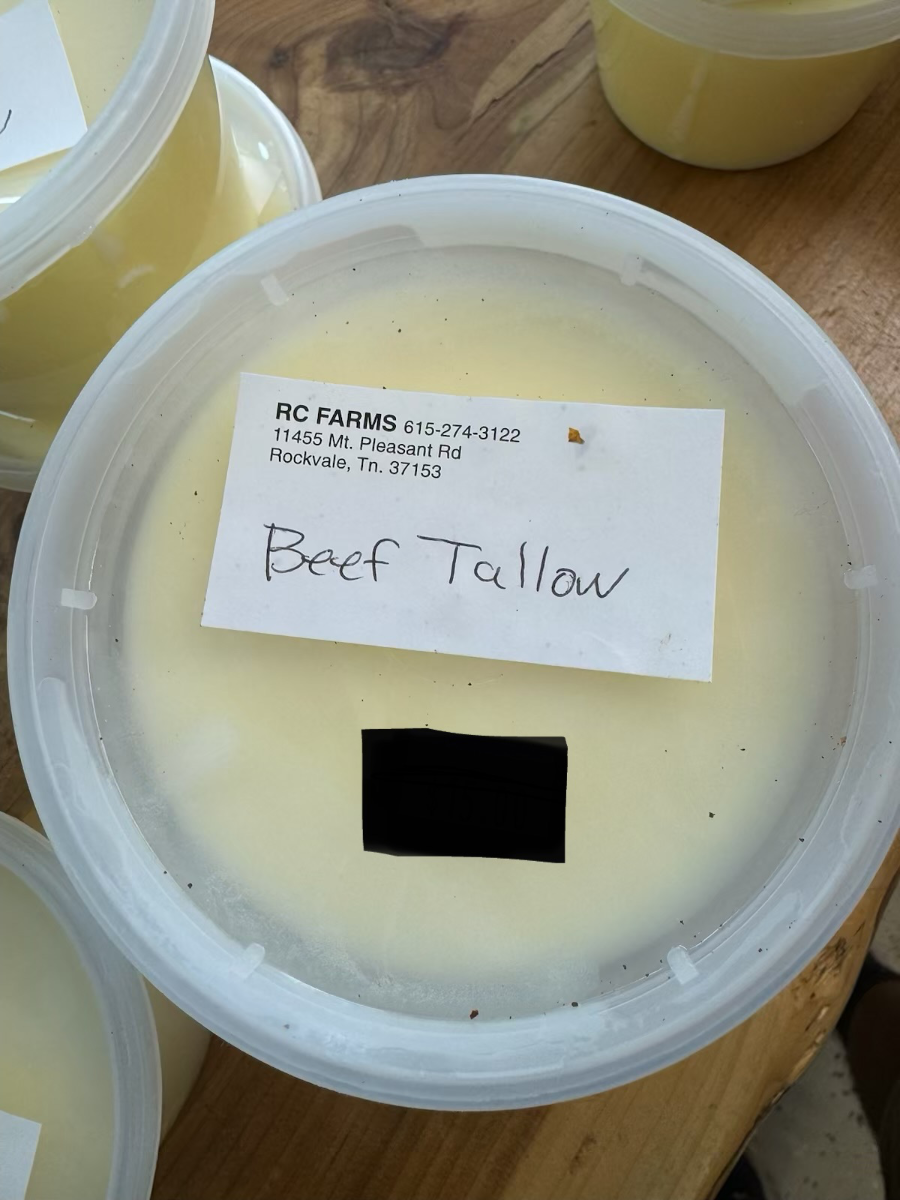 RC FARMS 615-274-3122
11455 Mt. Pleasant Rd
Rockvale, Tn. 37153
Beef Tallow